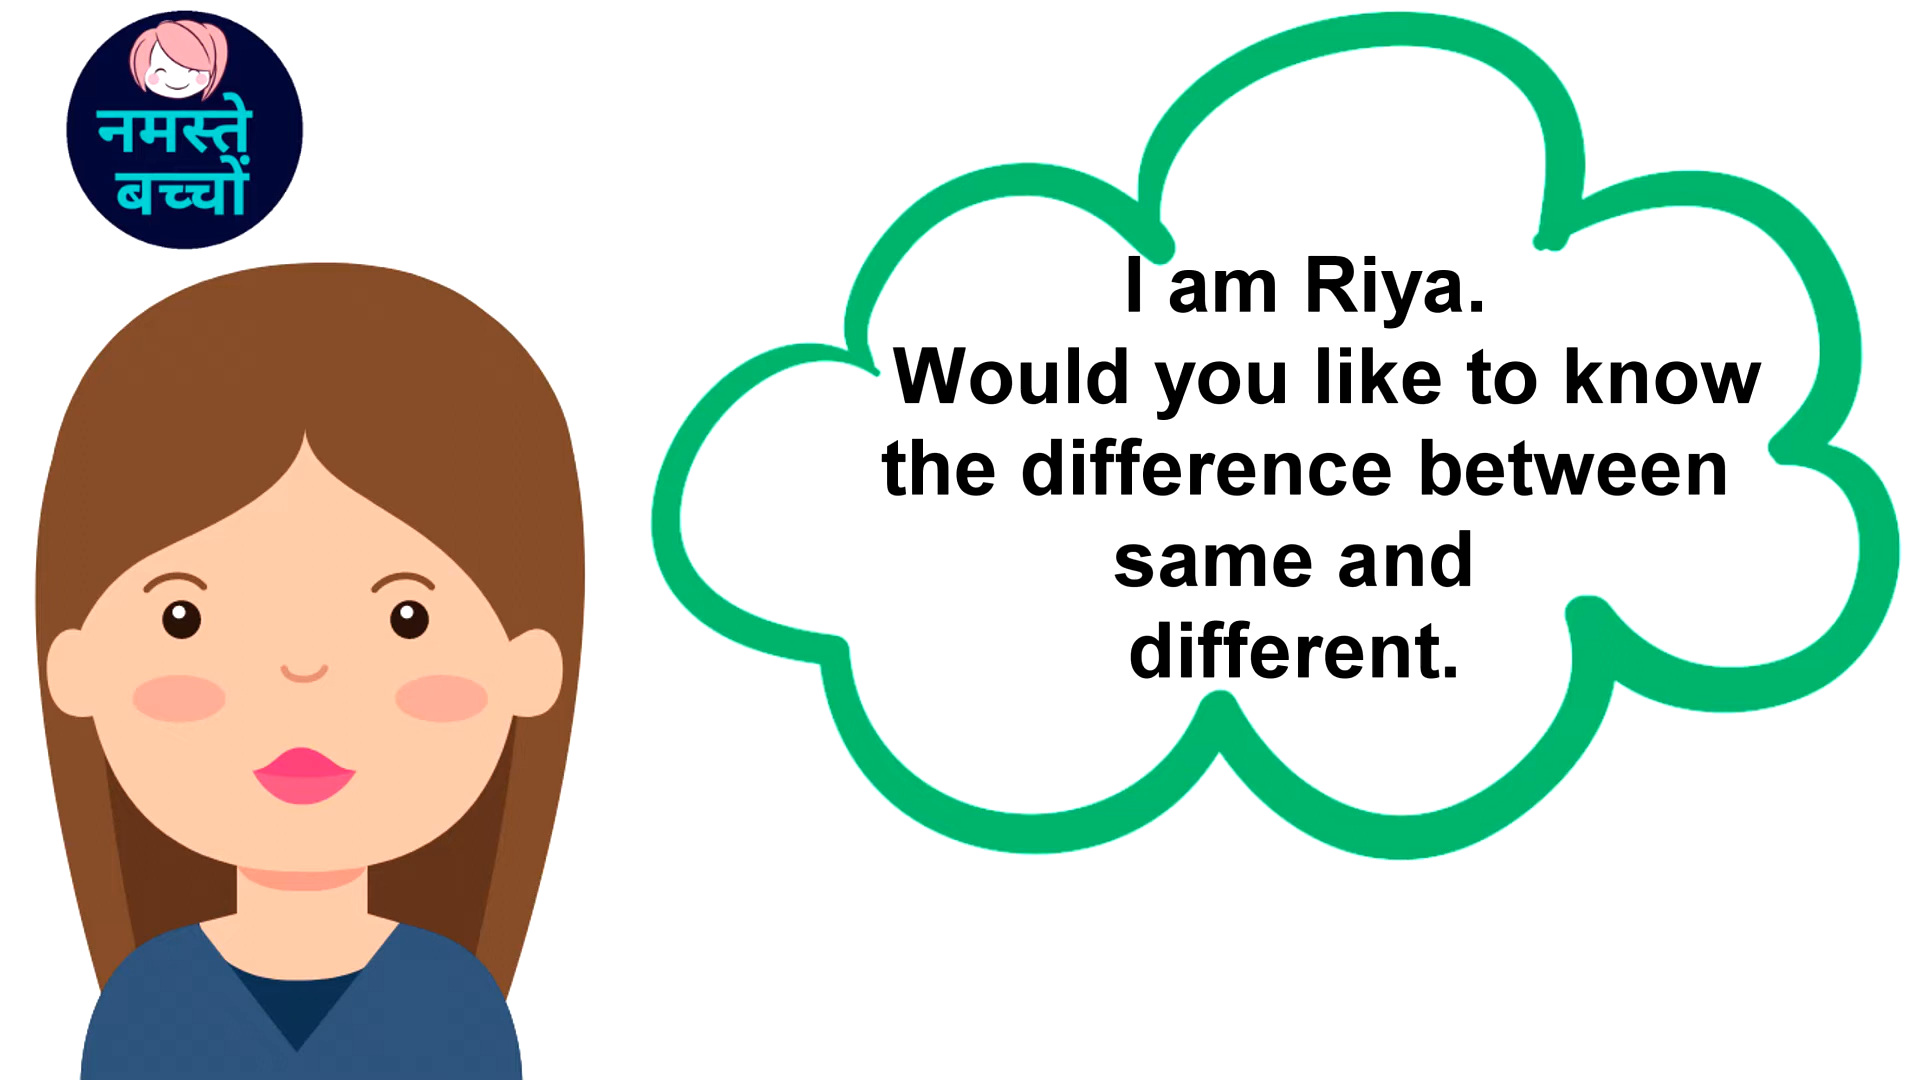 नमस्ते
बच्चों
I am Riya.
Would you like to know
the difference between
same and
different.